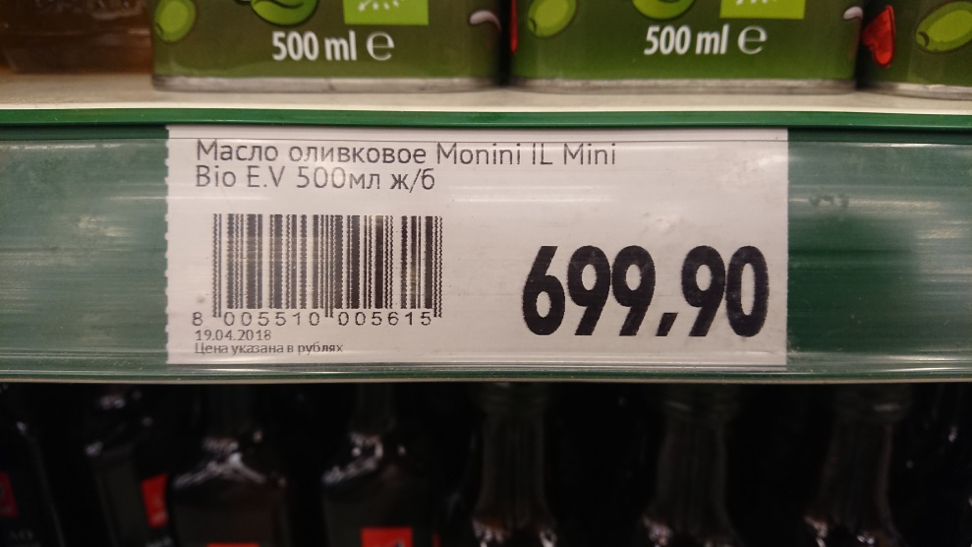 500 ml ℮
500 ml ℮
Масло оливковое Monini IL Mini
Bio E.V 500мл ж/б
699,90
8 005510 005615
19.04.2018
Цена указана в рублях